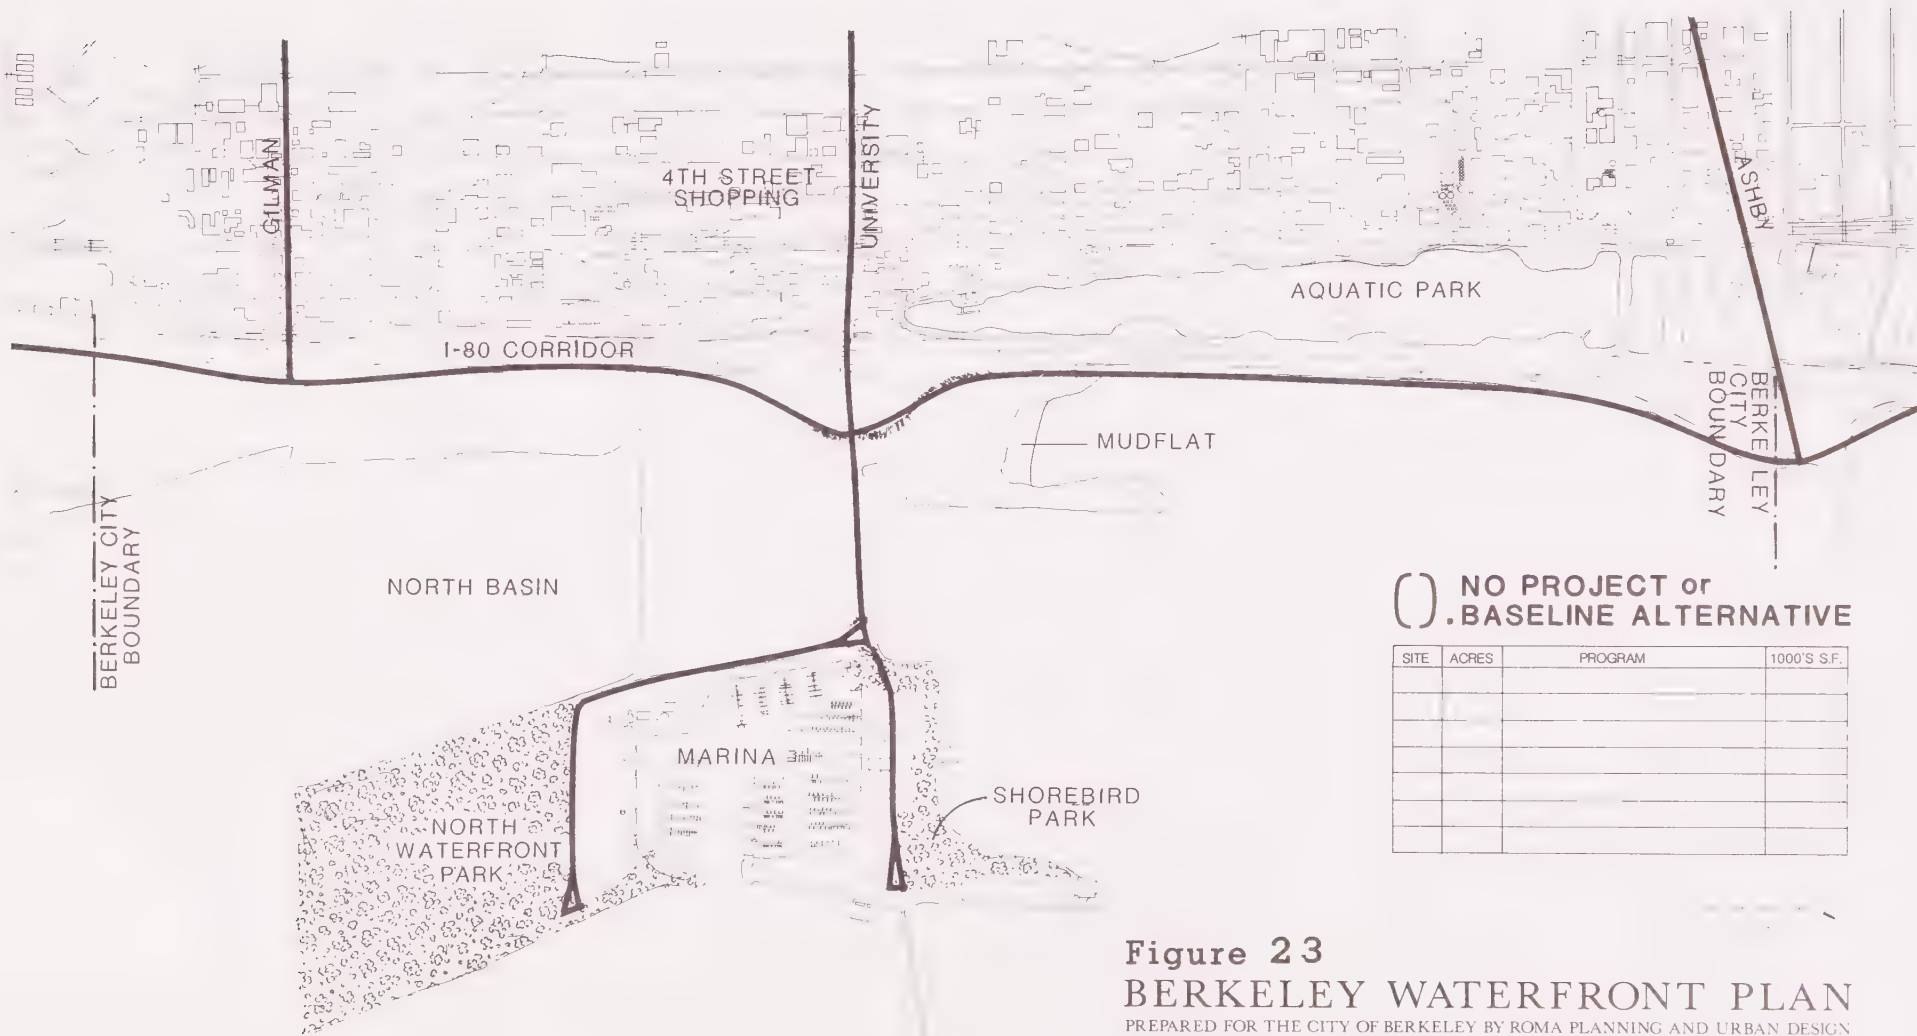 GILMAN
4TH STREET
SHOPPING
UNIVERSITY
ASHBY
AQUATIC PARK
I-80 CORRIDOR
MUDFLAT
BERKELEY
CITY
BOUNDARY
BERKELEY CITY
BOUNDARY
NORTH BASIN
(). NO PROJECT or
BASELINE ALTERNATIVE
SITE ACRES PROGRAM 1000'S S.F.
MARINA
SHOREBIRD
PARK
NORTH
WATERFRONT
PARK
Figure 23
BERKELEY WATERFRONT PLAN
PREPARED FOR THE CITY OF BERKELEY BY ROMA PLANNING AND URBAN DESIGN